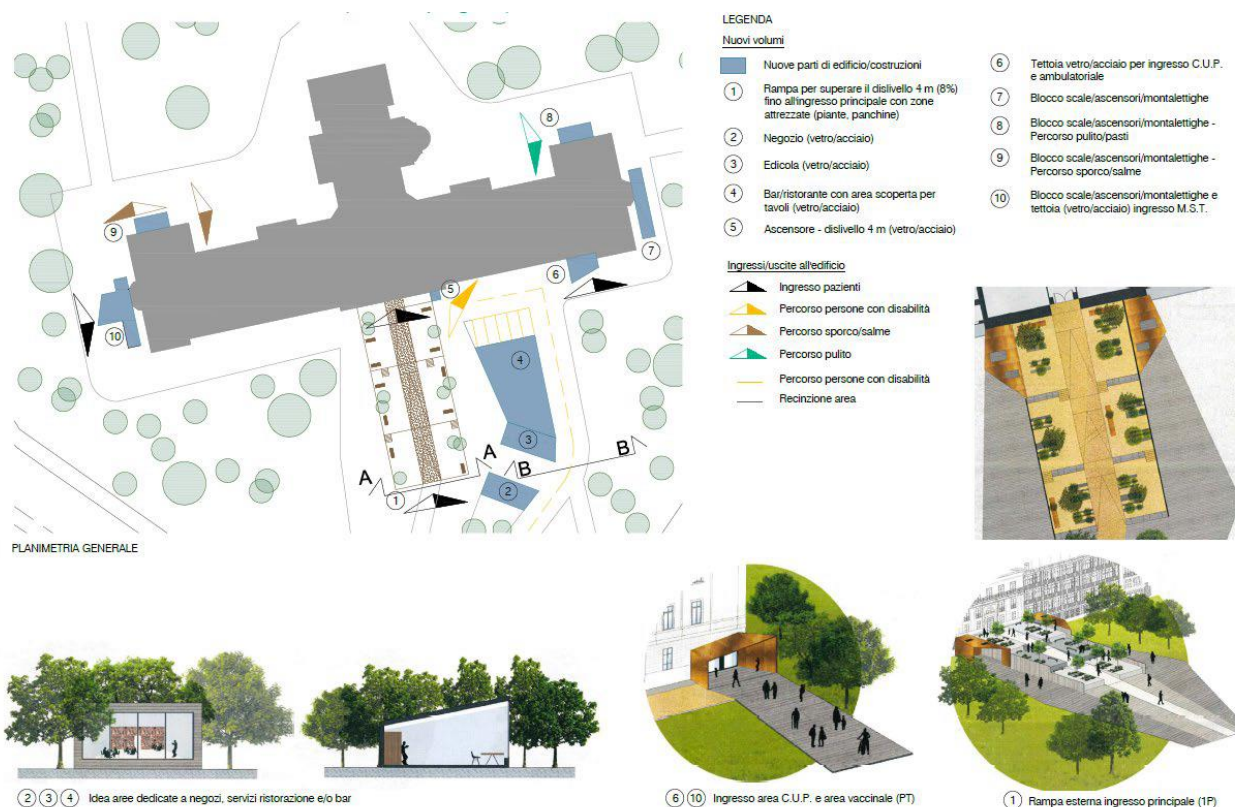 LEGENDA
Nuovi volumi
Nuove parti di edificio/costruzioni
1 Rampa per superare il dislivello 4 m (8%)
fino all'ingresso principale con zone
attrezzate (piante, panchine)
2 Negozio (vetro/acciaio)
3 Edicola (vetro/acciaio)
4 Bar/ristorante con area scoperta per
tavoli (vetro/acciaio)
5 Ascensore - dislivello 4 m (vetro/acciaio)
6 Tettoia vetro/acciaio per ingresso C.U.P.
e ambulatoriale
7 Blocco scale/ascensori/montalettighe
8 Blocco scale/ascensori/montalettighe -
Percorso pulito/pasti
9 Blocco scale/ascensori/montalettighe -
Percorso sporco/salme
10 Blocco scale/ascensori/montalettighe e
tettoia (vetro/acciaio) ingresso M.S.T.
Ingressi/uscite all'edificio
Ingresso pazienti
Percorso persone con disabilità
Percorso sporco/salme
Percorso pulito
Percorso persone con disabilità
Recinzione area
8
9
7
6
5
10
4
3
A A B B
2
1
PLANIMETRIA GENERALE
2 3 4 Idea aree dedicate a negozi, servizi ristorazione e/o bar
6 10 Ingresso area C.U.P. e area vaccinale (PT)
1 Rampa esterna ingresso principale (1P)